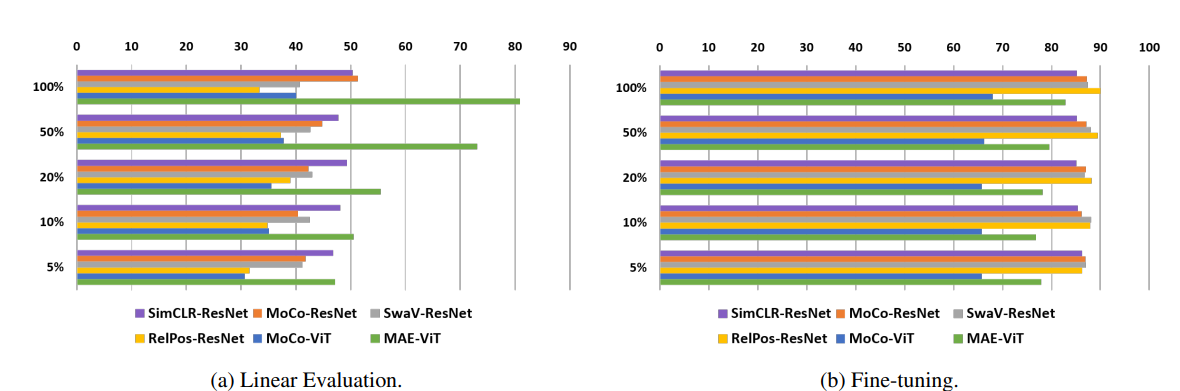 0 10 20 30 40 50 60 70 80 90
100%
50%
20%
10%
5%
SimCLR-ResNet MoCo-ResNet SwaV-ResNet
RelPos-ResNet MoCo-ViT MAE-ViT
(a) Linear Evaluation.
0 10 20 30 40 50 60 70 80 90 100
100%
50%
20%
10%
5%
SimCLR-ResNet MoCo-ResNet SwaV-ResNet
RelPos-ResNet MoCo-ViT MAE-ViT
(b) Fine-tuning.